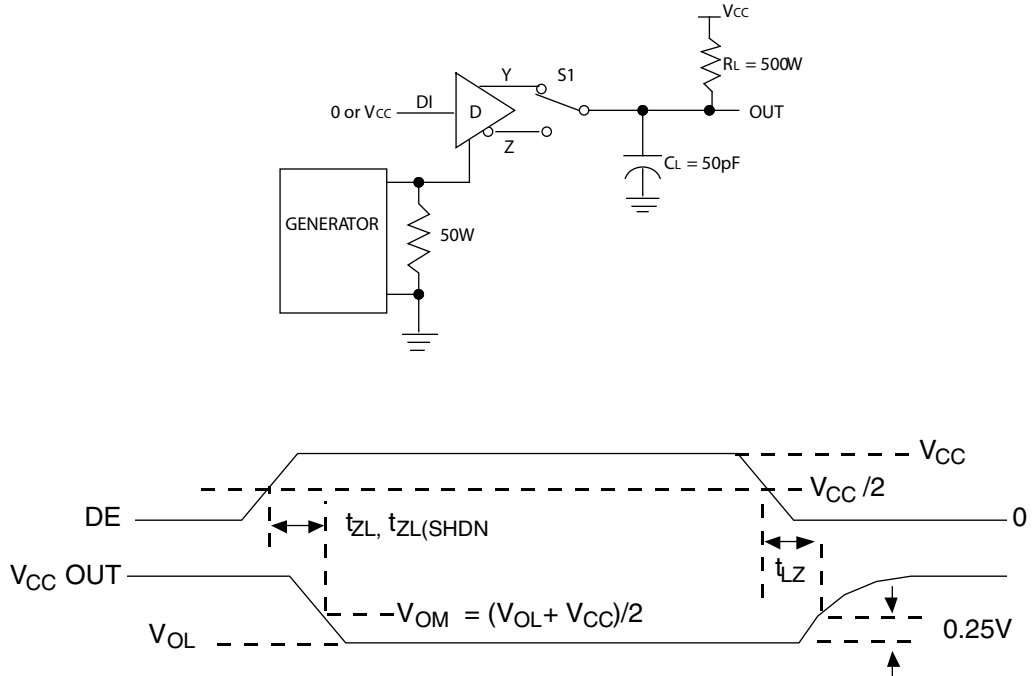 VCC
RL = 500W
Y
S1
0 or VCC
DI
D
OUT
Z
CL = 50pF
GENERATOR
50W
VCC
VCC /2
DE
tZL, tZL(SHDN
0
tLZ
VCC OUT
VOM = (VOL + VCC)/2
VOL
0.25V